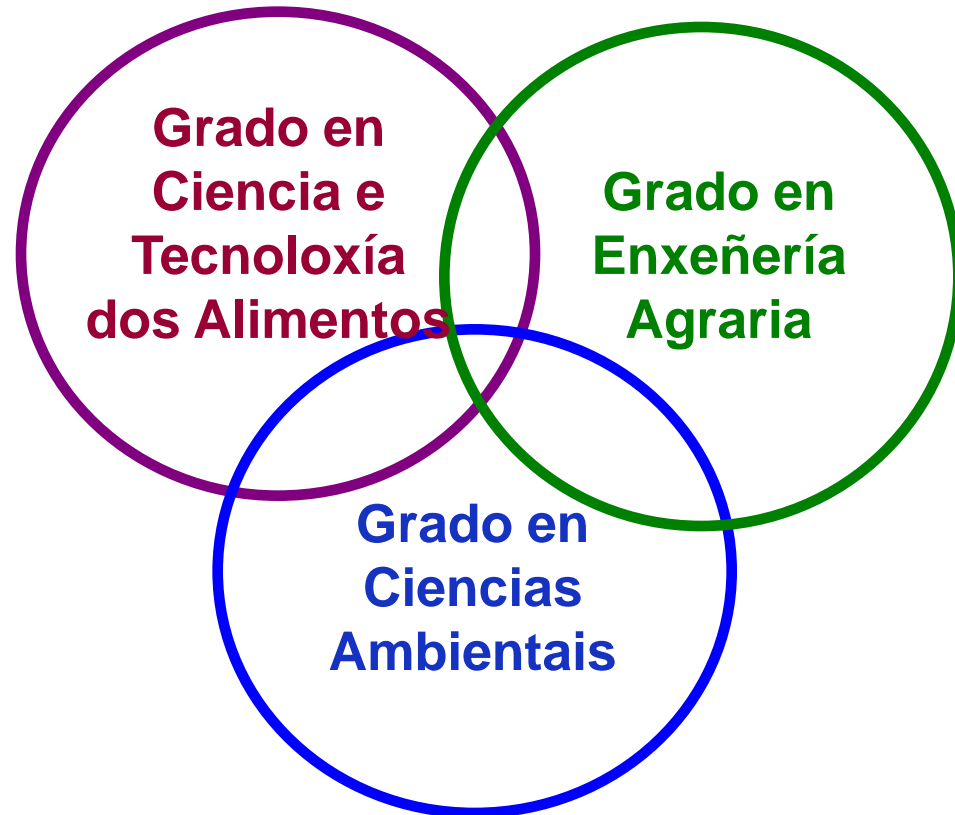 Grado en
Ciencia e
Tecnoloxía
dos Alimentos
Grado en
Enxeñería
Agraria
Grado en
Ciencias
Ambientais